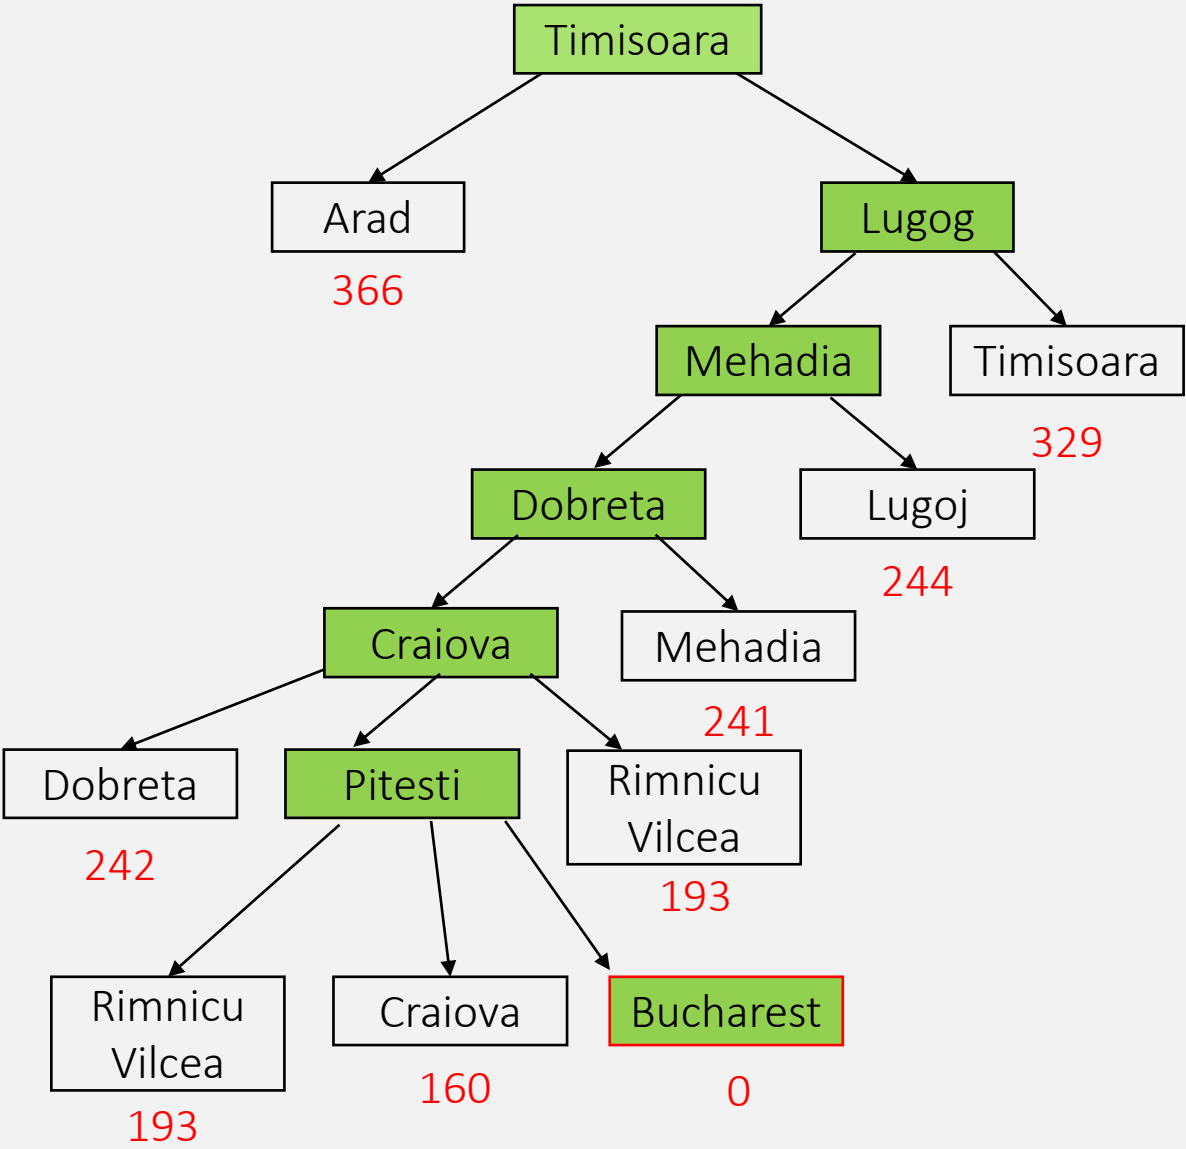 Timisoara
Arad
Lugog
366
Mehadia
Timisoara
329
Dobreta
Lugoj
244
Craiova
Mehadia
241
Dobreta
Pitesti
Rimnicu
Vilcea
242
193
Rimnicu
Vilcea
Craiova
Bucharest
193
160
0